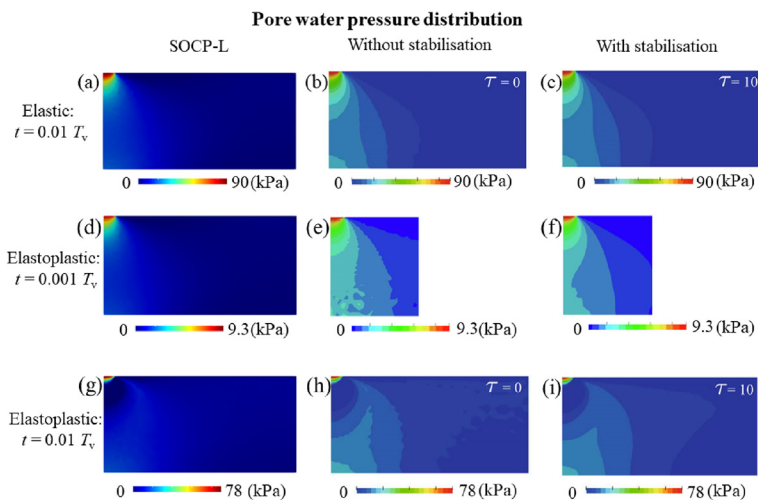 Pore water pressure distribution
SOCP-L Without stabilisation With stabilisation
(a) (b) τ = 0 (c) τ = 10
Elastic:
t = 0.01 Tv
0 90 (kPa) 0 90 (kPa) 0 90 (kPa)
(d) (e) (f)
Elastoplastic:
t = 0.001 Tv
0 9.3 (kPa) 0 9.3 (kPa) 0 9.3 (kPa)
(g) (h) τ = 0 (i) τ = 10
Elastoplastic:
t = 0.01 Tv
0 78 (kPa) 0 78 (kPa) 0 78 (kPa)